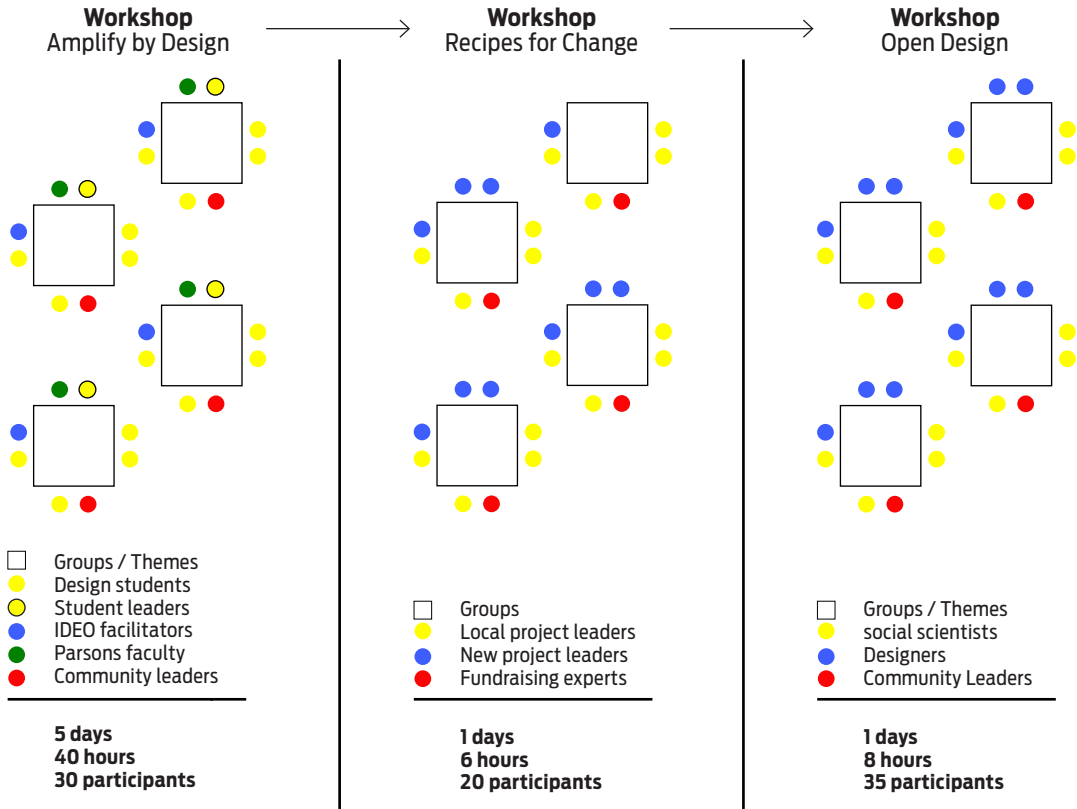 Workshop
Amplify by Design
Groups / Themes
Design students
Student leaders
IDEO facilitators
Parsons faculty
Community leaders
5 days
40 hours
30 participants
Workshop
Recipes for Change
Groups
Local project leaders
New project leaders
Fundraising experts
1 days
6 hours
20 participants
Workshop
Open Design
Groups / Themes
social scientists
Designers
Community Leaders
1 days
8 hours
35 participants